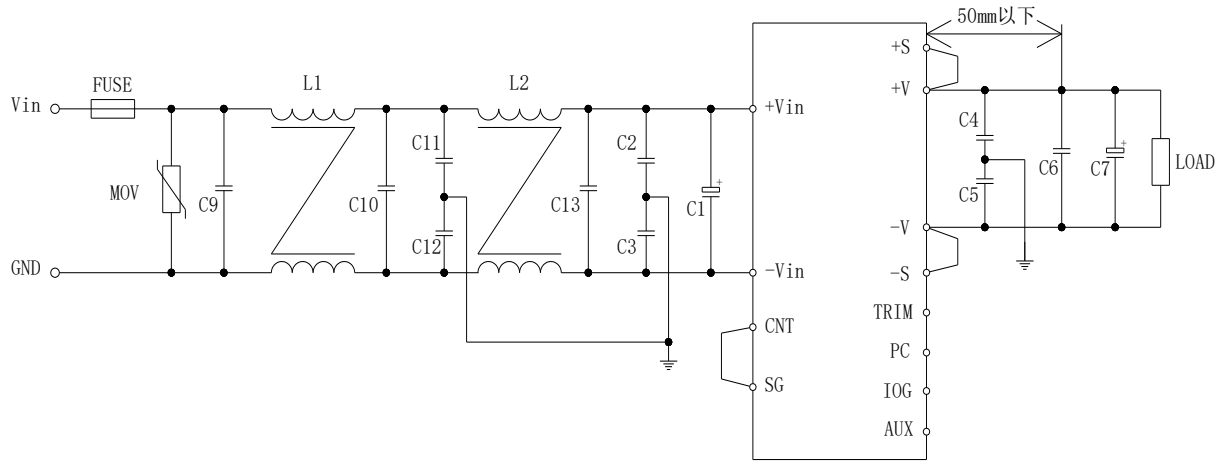 50mm以下
+S
FUSE
L1
L2
+V
Vin
+Vin
C4
C11
C2
C6
C7
+
LOAD
MOV
C9
C10
C13
C1
+
C5
C12
C3
-V
GND
-Vin
-S
TRIM
CNT
PC
SG
IOG
AUX